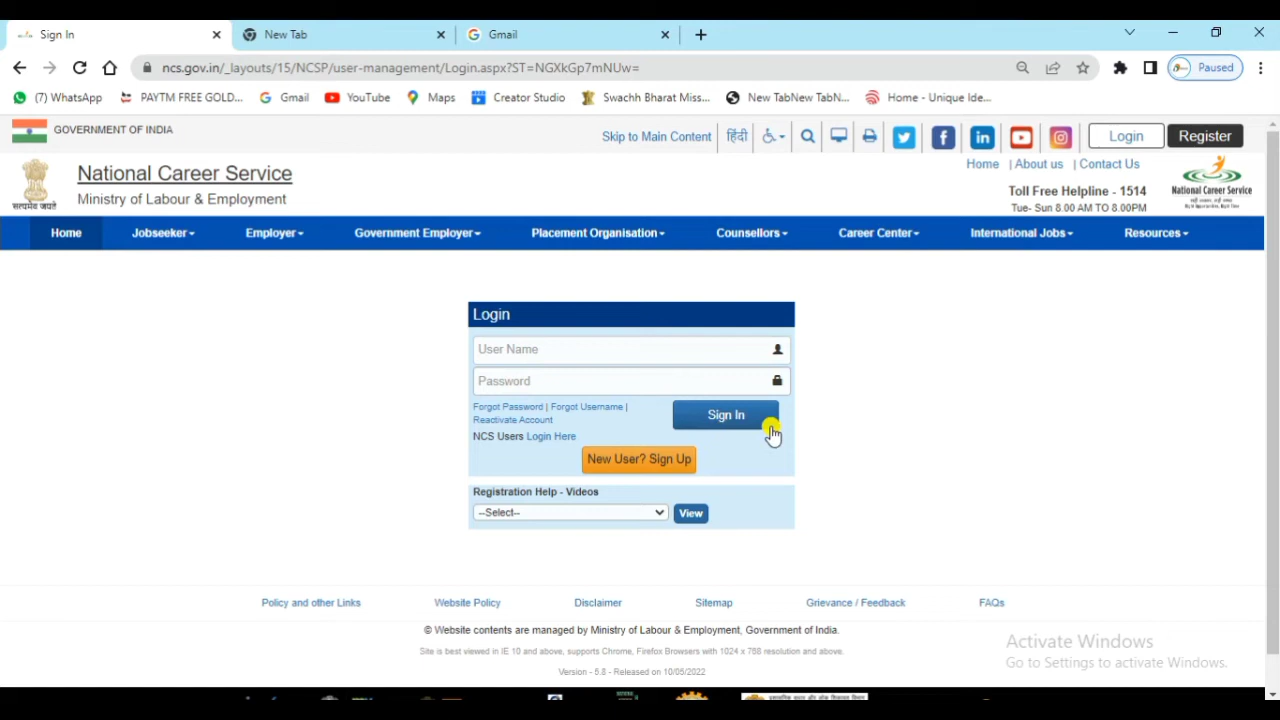 Sign In
New Tab
Gmail
ncs.gov.in/_layouts/15/NCSP/user-management/Login.aspx?ST=NGXkGp7mNUw=
Paused
(7) WhatsApp
PAYTM FREE GOLD...
Gmail
YouTube
Maps
Creator Studio
Swachh Bharat Miss...
New TabNew TabN...
Home - Unique Ide...
GOVERNMENT OF INDIA
Skip to Main Content
हिंदी
Login
Register
Home | About us | Contact Us
सत्यमेव जयते
National Career Service
Ministry of Labour & Employment
Toll Free Helpline - 1514
Tue- Sun 8.00 AM TO 8.00PM
National Career Service
Home
Jobseeker
Employer
Government Employer
Placement Organisation
Counsellors
Career Center
International Jobs
Resources
Login
User Name
Password
Forgot Password | Forgot Username |
Reactivate Account
Sign In
NCS Users Login Here
New User? Sign Up
Registration Help - Videos
--Select--
View
Policy and other Links
Website Policy
Disclaimer
Sitemap
Grievance / Feedback
FAQs
© Website contents are managed by Ministry of Labour & Employment, Government of India.
Site is best viewed in IE 10 and above, supports Chrome, Firefox Browsers with 1024 x 768 resolution and above.
Version - 5.8 - Released on 10/05/2022
Activate Windows
Go to Settings to activate Windows.